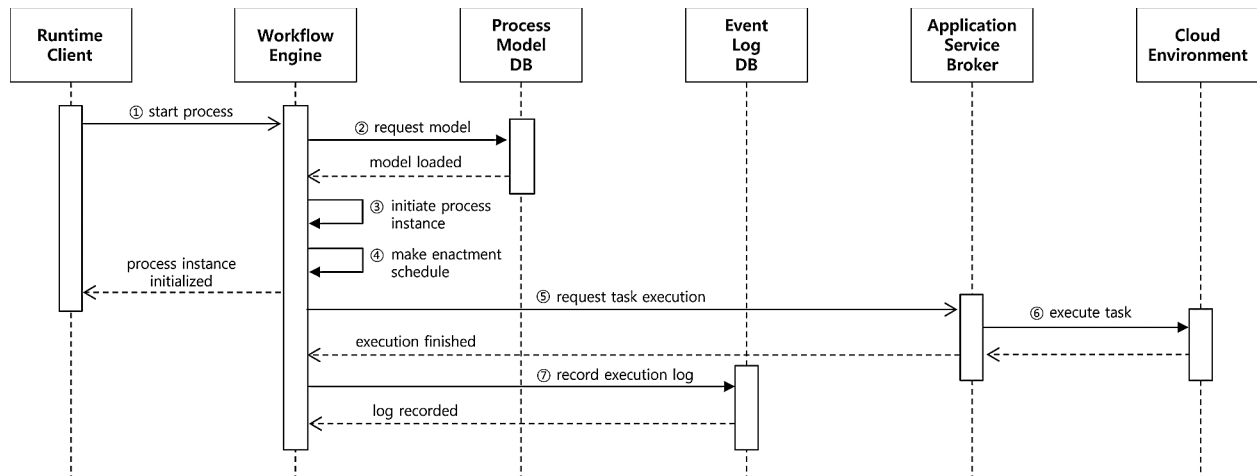 Runtime
Client
Workflow
Engine
Process
Model
DB
Event
Log
DB
Application
Service
Broker
Cloud
Environment
① start process
② request model
model loaded
③ initiate process
instance
④ make enactment
schedule
process instance
initialized
⑤ request task execution
⑥ execute task
execution finished
⑦ record execution log
log recorded